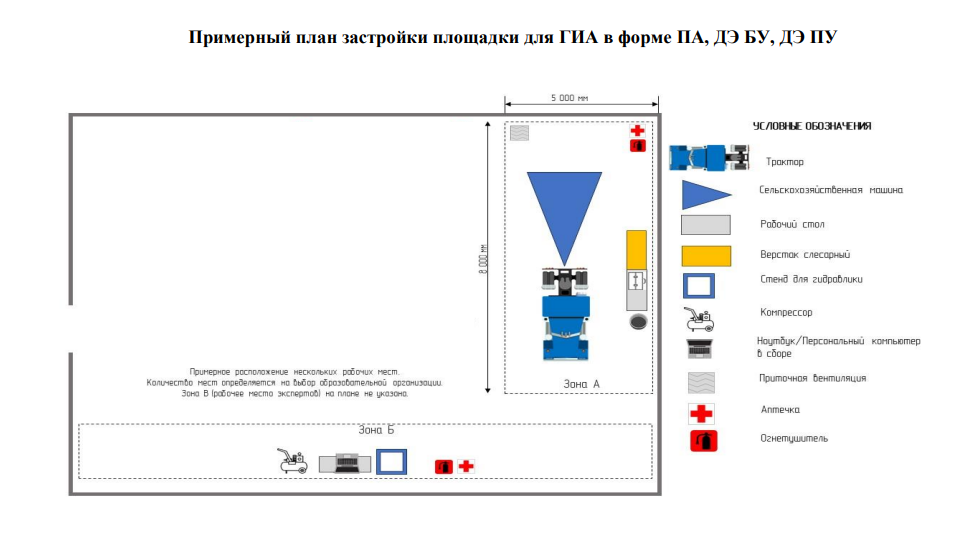 Примерный план застройки площадки для ГИА в форме ПА, ДЭ БУ, ДЭ ПУ
5 000 мм
УСЛОВНЫЕ ОБОЗНАЧЕНИЯ
Трактор
Сельскохозяйственная машина
Рабочий стол
Верстак слесарный
Стенд для гидравлики
Компрессор
Ноутбук/Персональный компьютер
в сборе
Приточная вентиляция
Аптечка
Огнетушитель
8 000 мм
Зона А
Примерное расположение нескольких рабочих мест.
Количество мест определяется на выбор образовательной организации.
Зона В (рабочее место экспертов) на плане не указана.
Зона Б